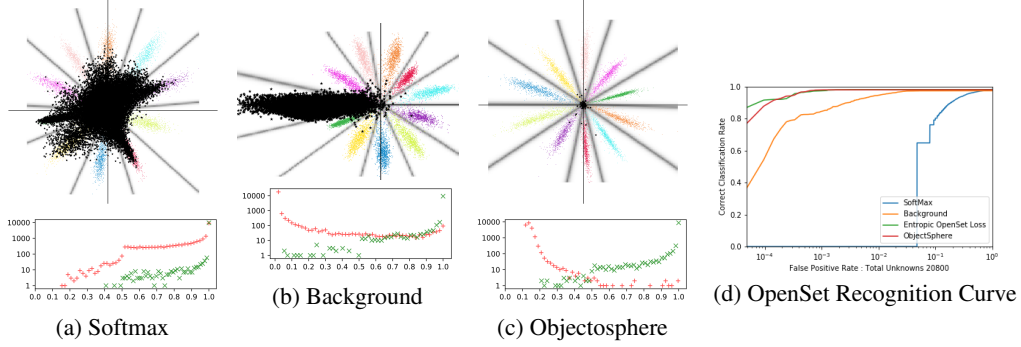 1.0
0.8
0.6
0.4
0.2
0.0
Correct Classification Rate
SoftMax
Background
Entropic OpenSet Loss
ObjectSphere
10⁻⁴ 10⁻³ 10⁻² 10⁻¹ 10⁰
False Positive Rate : Total Unknowns 20800
10000
1000
100
10
1
0.0 0.1 0.2 0.3 0.4 0.5 0.6 0.7 0.8 0.9 1.0
(a) Softmax
10000
1000
100
10
1
0.0 0.1 0.2 0.3 0.4 0.5 0.6 0.7 0.8 0.9 1.0
(b) Background
10000
1000
100
10
1
0.0 0.1 0.2 0.3 0.4 0.5 0.6 0.7 0.8 0.9 1.0
(c) Objectosphere
(d) OpenSet Recognition Curve